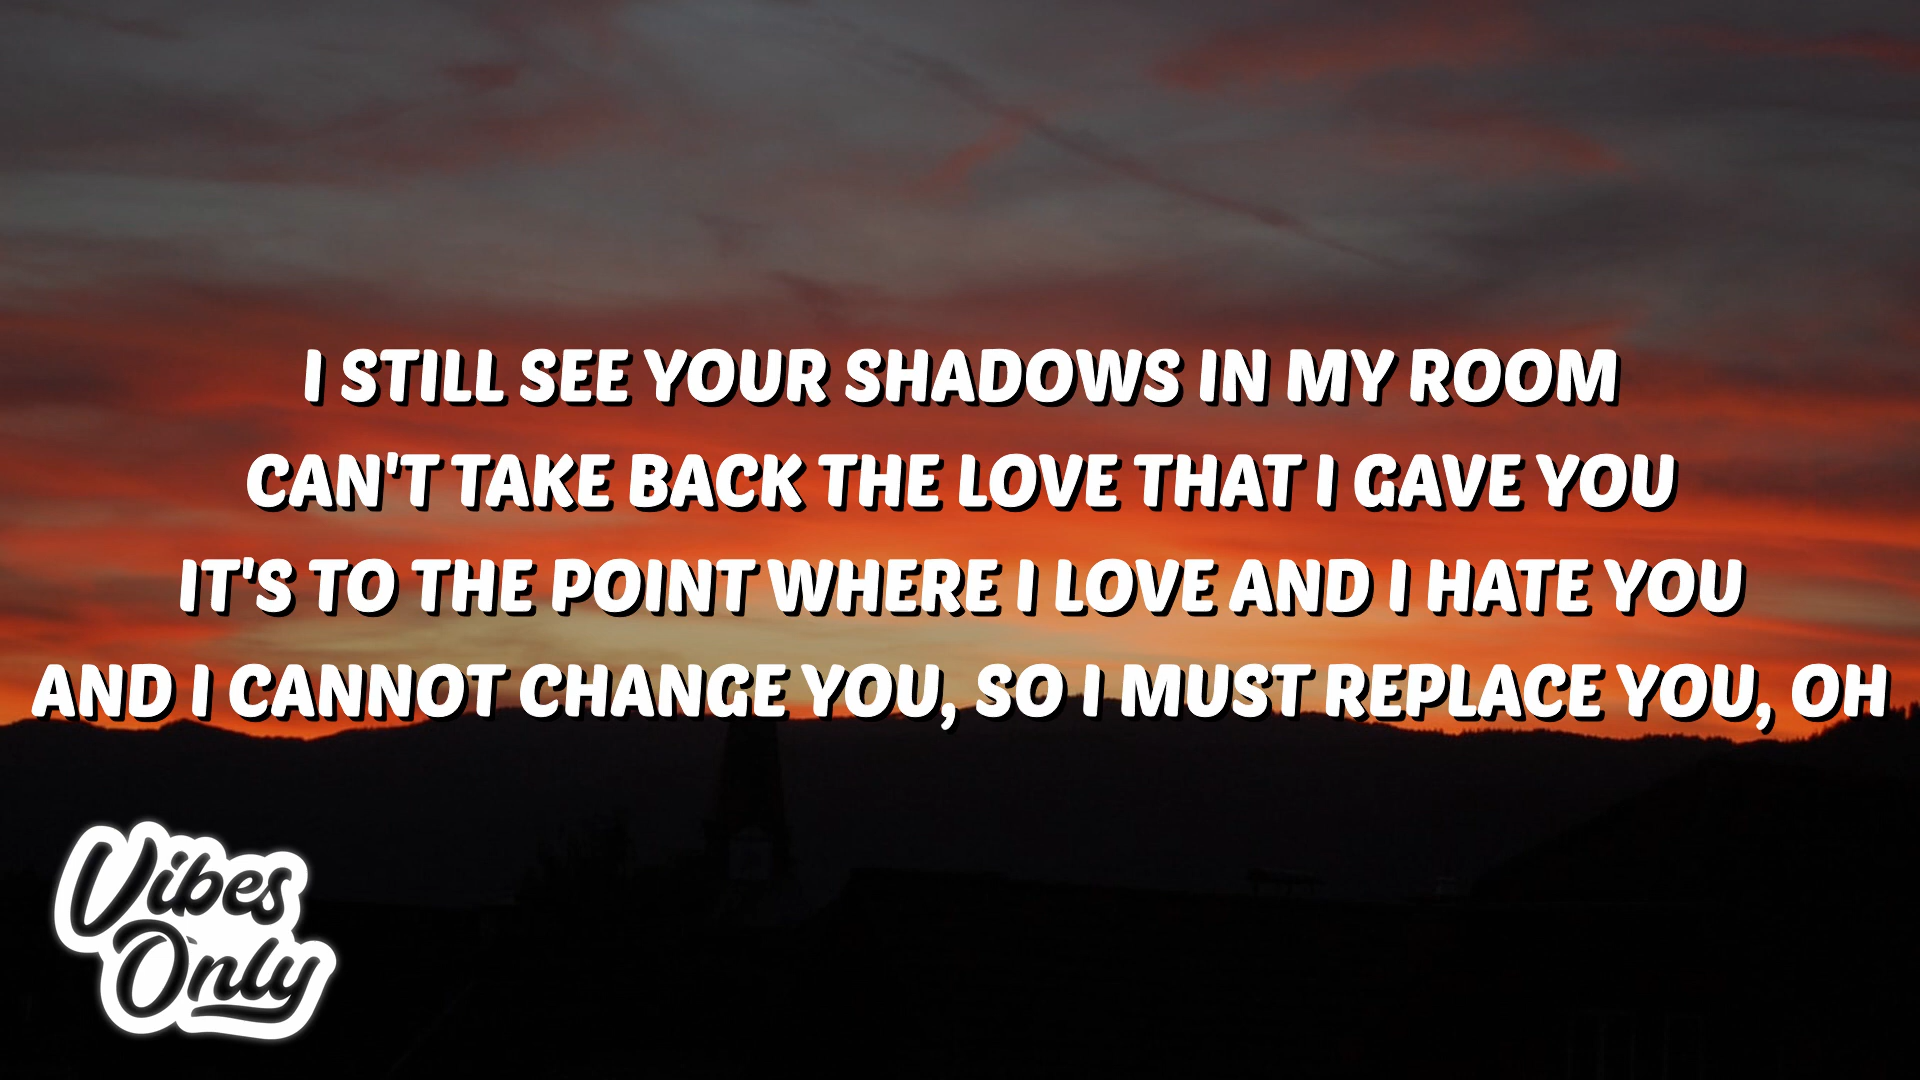 I STILL SEE YOUR SHADOWS IN MY ROOM
CAN'T TAKE BACK THE LOVE THAT I GAVE YOU
IT'S TO THE POINT WHERE I LOVE AND I HATE YOU
AND I CANNOT CHANGE YOU, SO I MUST REPLACE YOU, OH
Vibes
Only